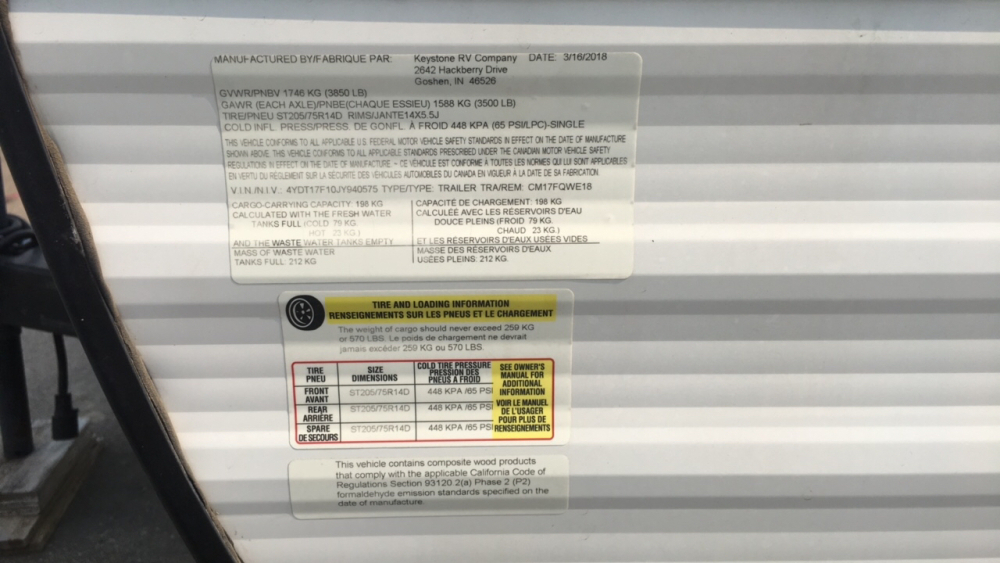 MANUFACTURED BY/FABRIQUE PAR: Keystone RV Company DATE: 3/16/2018
2642 Hackberry Drive
Goshen, IN 46526
GVWR/PNBV 1746 KG (3850 LB)
GAWR (EACH AXLE)/PNBE(CHAQUE ESSIEU) 1588 KG (3500 LB)
TIRE/PNEU ST205/75R14D RIMS/JANTE14X5.5J
COLD INFL. PRESS/PRESS. DE GONFL. À FROID 448 KPA (65 PSI/LPC)-SINGLE
THIS VEHICLE CONFORMS TO ALL APPLICABLE U.S. FEDERAL MOTOR VEHICLE SAFETY STANDARDS IN EFFECT ON THE DATE OF MANUFACTURE
SHOWN ABOVE. THIS VEHICLE CONFORMS TO ALL APPLICABLE STANDARDS PRESCRIBED UNDER THE CANADIAN MOTOR VEHICLE SAFETY
REGULATIONS IN EFFECT ON THE DATE OF MANUFACTURE. - CE VÉHICULE EST CONFORME À TOUTES LES NORMES QUI LUI SONT APPLICABLES
EN VERTU DU RÈGLEMENT SUR LA SÉCURITÉ DES VÉHICULES AUTOMOBILES DU CANADA EN VIGUEUR À LA DATE DE SA FABRICATION.
V.I.N./N.I.V.: 4YDT17F10JY940575 TYPE/TYPE: TRAILER TRA/REM: CM17FQWE18
CARGO-CARRYING CAPACITY: 198 KG
CALCULATED WITH THE FRESH WATER
TANKS FULL (COLD 79 KG.
HOT 23 KG.)
AND THE WASTE WATER TANKS EMPTY
MASS OF WASTE WATER
TANKS FULL: 212 KG
CAPACITÉ DE CHARGEMENT: 198 KG
CALCULÉE AVEC LES RÉSERVOIRS D'EAU
DOUCE PLEINS (FROID 79 KG.
CHAUD 23 KG.)
ET LES RÉSERVOIRS D'EAUX USÉES VIDES
MASSE DES RÉSERVOIRS D'EAUX
USÉES PLEINS: 212 KG.
TIRE AND LOADING INFORMATION
RENSEIGNEMENTS SUR LES PNEUS ET LE CHARGEMENT
The weight of cargo should never exceed 259 KG
or 570 LBS. Le poids de chargement ne devrait
jamais excéder 259 KG ou 570 LBS.
TIRE PNEU SIZE DIMENSIONS COLD TIRE PRESSURE PRESSION DES PNEUS A FROID
FRONT AVANT ST205/75R14D 448 KPA /65 PSI
REAR ARRIÈRE ST205/75R14D 448 KPA /65 PSI
SPARE DE SECOURS ST205/75R14D 448 KPA /65 PSI
SEE OWNER'S
MANUAL FOR
ADDITIONAL
INFORMATION
VOIR LE MANUEL
DE L'USAGER
POUR PLUS DE
RENSEIGNEMENTS
This vehicle contains composite wood products
that comply with the applicable California Code of
Regulations Section 93120.2(a) Phase 2 (P2)
formaldehyde emission standards specified on the
date of manufacture.